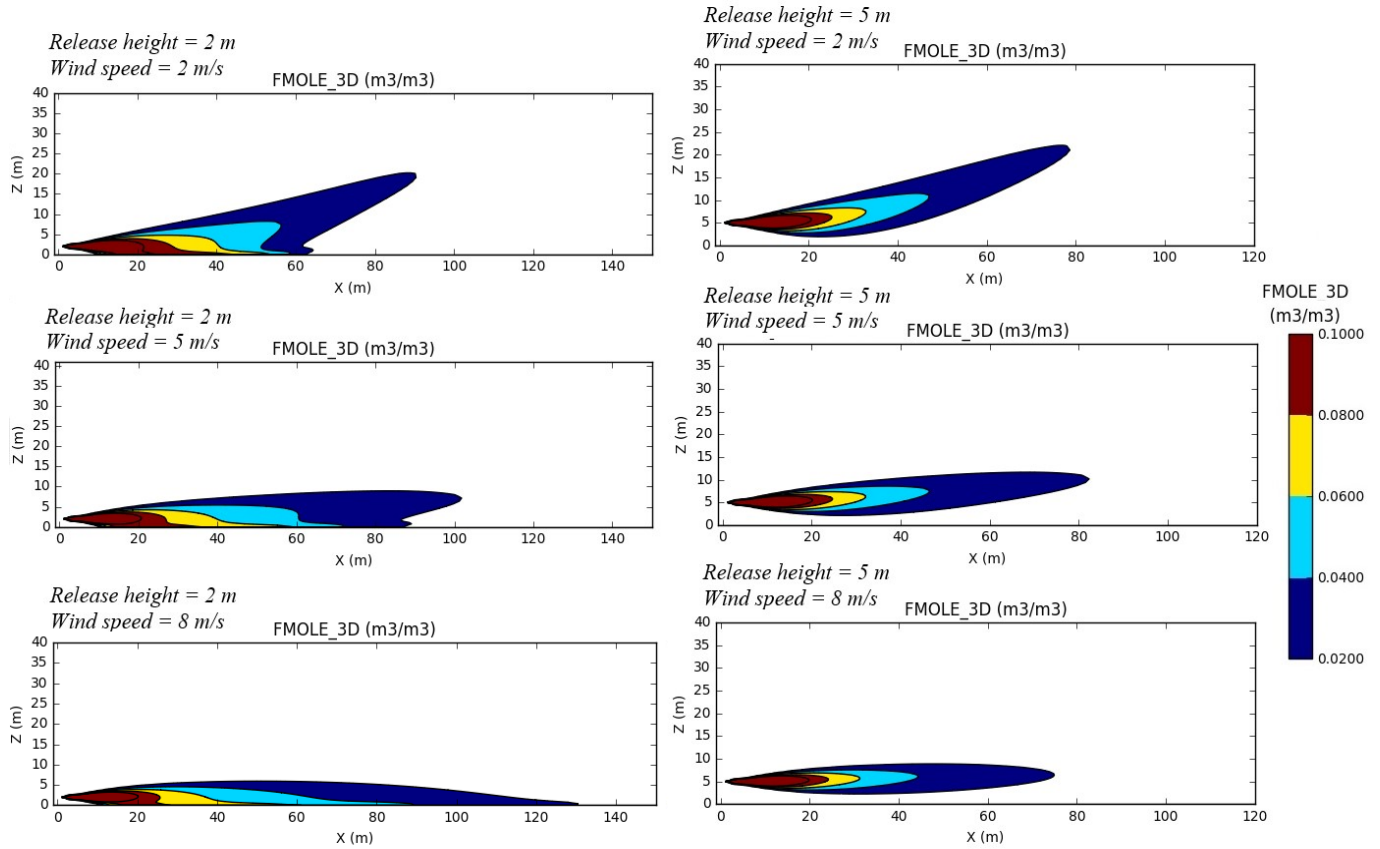 Release height = 2 m
Wind speed = 2 m/s
FMOLE_3D (m3/m3)
40
35
30
25
20
15
10
5
0
Z (m)
0 20 40 60 80 100 120 140
X (m)
Release height = 5 m
Wind speed = 2 m/s
FMOLE_3D (m3/m3)
40
35
30
25
20
15
10
5
0
Z (m)
0 20 40 60 80 100 120
X (m)
Release height = 2 m
Wind speed = 5 m/s
FMOLE_3D (m3/m3)
40
35
30
25
20
15
10
5
0
Z (m)
0 20 40 60 80 100 120 140
X (m)
Release height = 5 m
Wind speed = 5 m/s
FMOLE_3D (m3/m3)
40
35
30
25
20
15
10
5
0
Z (m)
0 20 40 60 80 100 120
X (m)
Release height = 2 m
Wind speed = 8 m/s
FMOLE_3D (m3/m3)
40
35
30
25
20
15
10
5
0
Z (m)
0 20 40 60 80 100 120 140
X (m)
Release height = 5 m
Wind speed = 8 m/s
FMOLE_3D (m3/m3)
40
35
30
25
20
15
10
5
0
Z (m)
0 20 40 60 80 100 120
X (m)
FMOLE_3D
(m3/m3)
0.1000
0.0800
0.0600
0.0400
0.0200